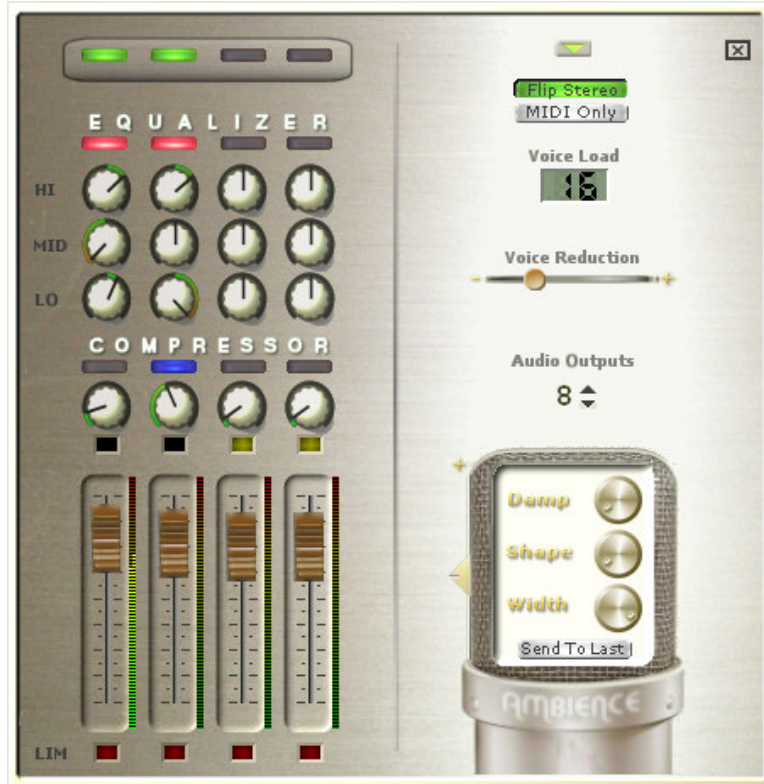 Flip Stereo
EQUALIZER
MIDI Only
Voice Load
16
HI
MID
Voice Reduction
- +
LO
COMPRESSOR
Audio Outputs
8
+
Damp
-
Shape
Width
Send To Last
AMBIENCE
LIM